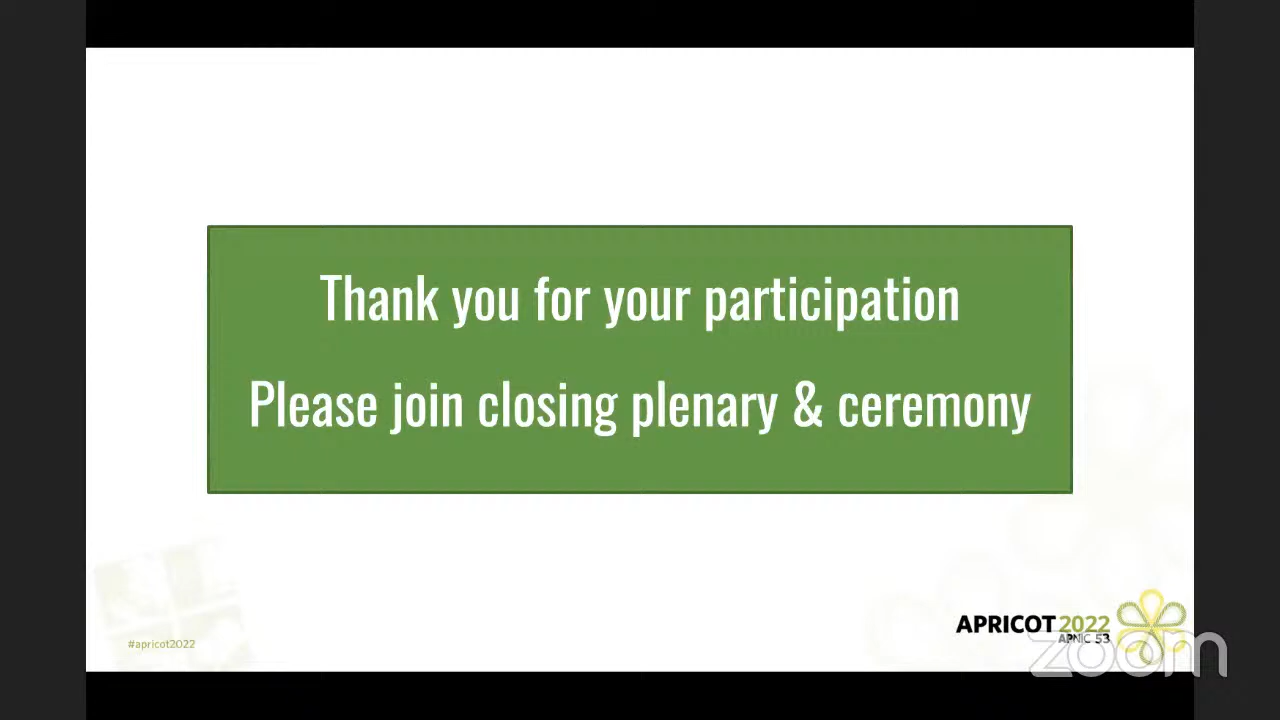 Thank you for your participation
Please join closing plenary & ceremony
#apricot2022
APRICOT 2022
APNIC 53
zoom